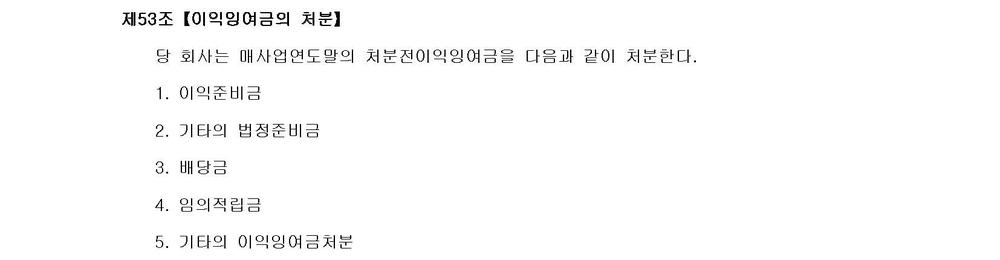 제53조【이익잉여금의 처분】
당 회사는 매사업연도말의 처분전이익잉여금을 다음과 같이 처분한다.
1. 이익준비금
2. 기타의 법정준비금
3. 배당금
4. 임의적립금
5. 기타의 이익잉여금처분